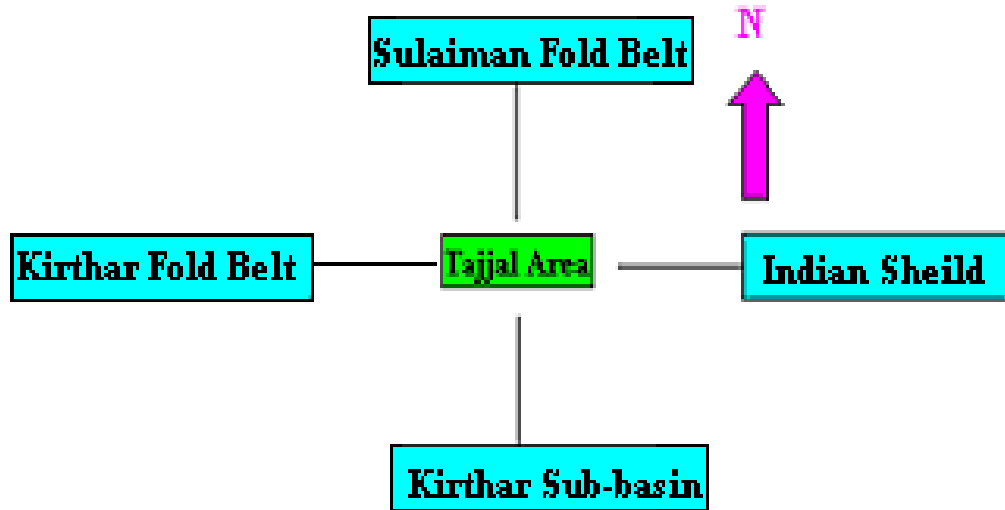 N
Sulaiman Fold Belt
Kirthar Fold Belt
Tajjal Area
Indian Sheild
Kirthar Sub-basin